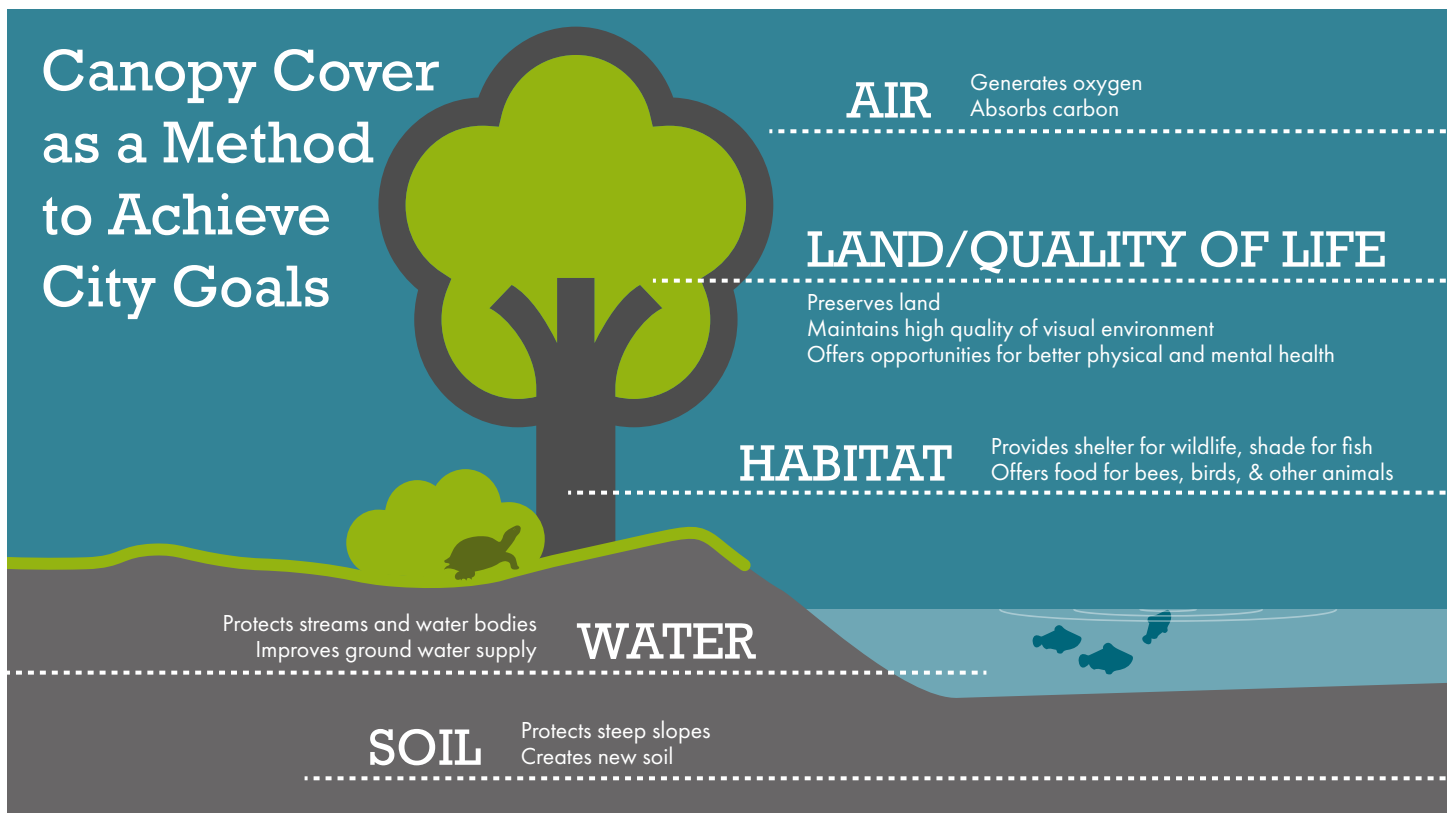 Canopy Cover
as a Method
to Achieve
City Goals
AIR
Generates oxygen
Absorbs carbon
LAND/QUALITY OF LIFE
Preserves land
Maintains high quality of visual environment
Offers opportunities for better physical and mental health
HABITAT
Provides shelter for wildlife, shade for fish
Offers food for bees, birds, & other animals
Protects streams and water bodies
Improves ground water supply
WATER
SOIL
Protects steep slopes
Creates new soil